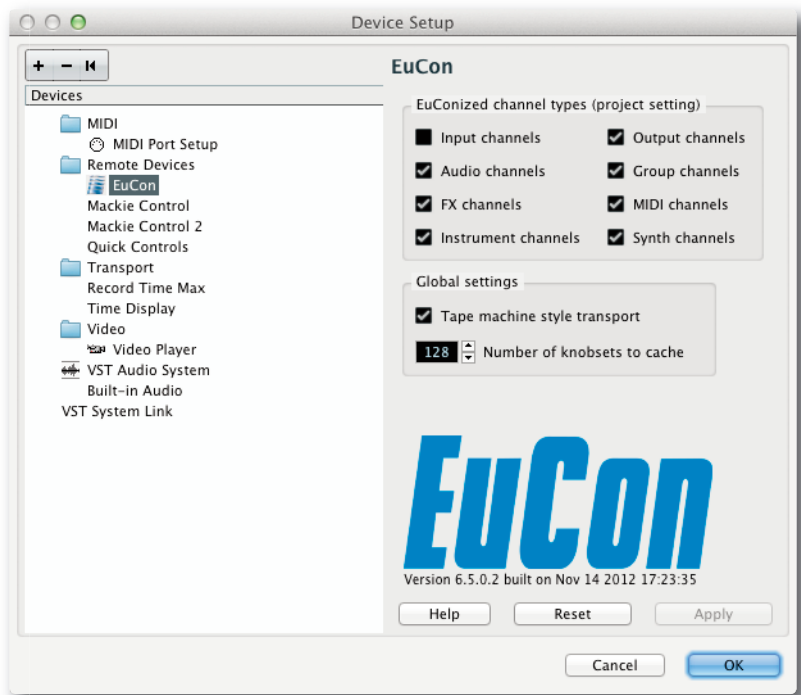 Device Setup
+ - 
Devices
MIDI
MIDI Port Setup
Remote Devices
EuCon
Mackie Control
Mackie Control 2
Quick Controls
Transport
Record Time Max
Time Display
Video
Video Player
VST Audio System
Built-in Audio
VST System Link
EuCon
EuConized channel types (project setting)
Input channels
Output channels
Audio channels
Group channels
FX channels
MIDI channels
Instrument channels
Synth channels
Global settings
Tape machine style transport
128 Number of knobsets to cache
EuCon
Version 6.5.0.2 built on Nov 14 2012 17:23:35
Help
Reset
Apply
Cancel
OK